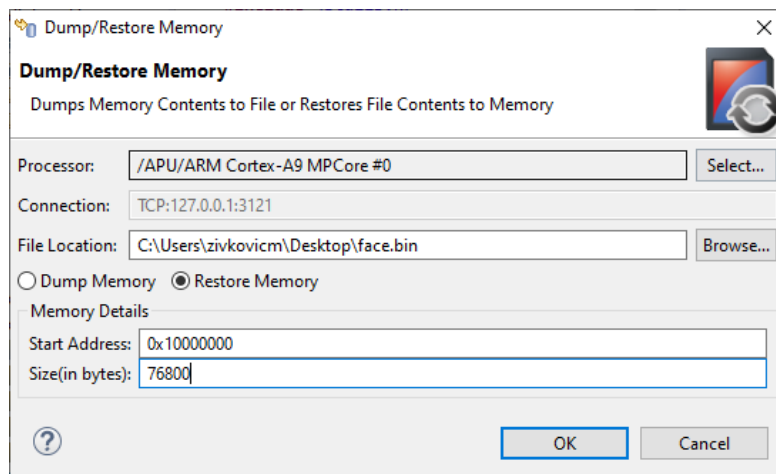 Dump/Restore Memory
Dump/Restore Memory
Dumps Memory Contents to File or Restores File Contents to Memory
Processor: /APU/ARM Cortex-A9 MPCore #0 Select...
Connection: TCP:127.0.0.1:3121
File Location: C:\Users\zivkovicm\Desktop\face.bin Browse...
Dump Memory Restore Memory
Memory Details
Start Address: 0x10000000
Size(in bytes): 76800
? OK Cancel